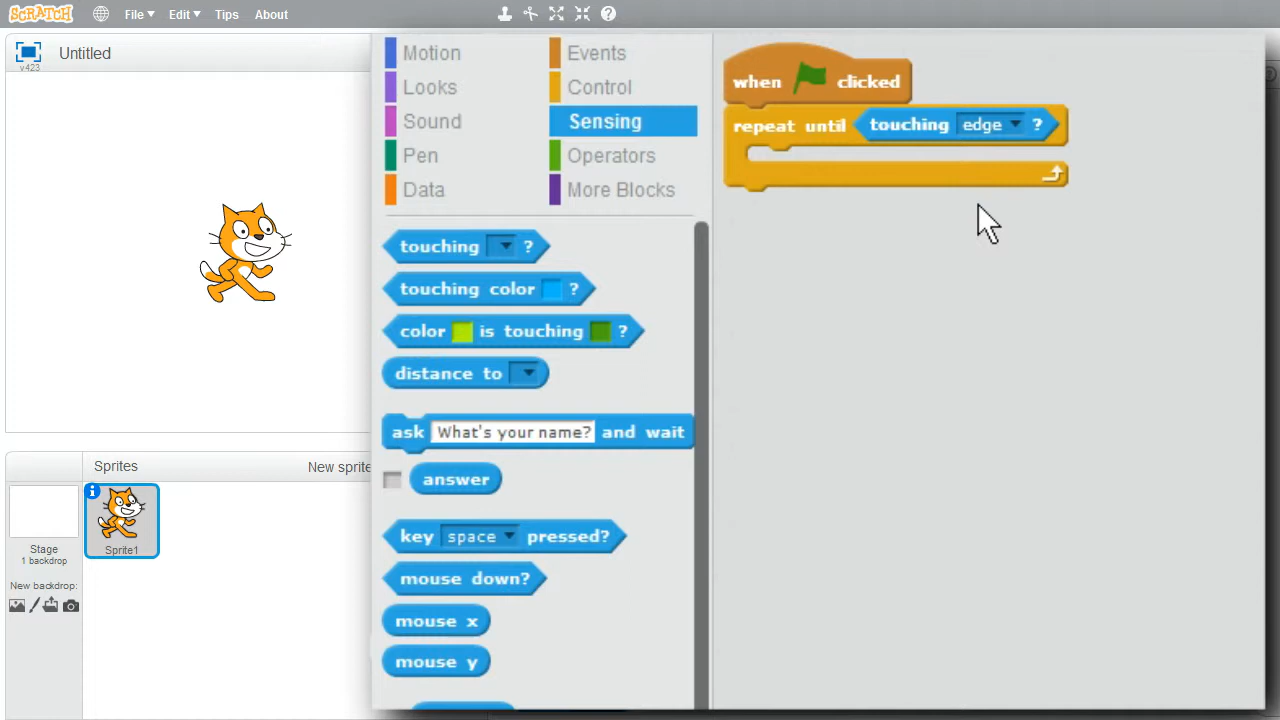 SCRATCH File Edit Tips About
Untitled
v423
Motion Events
Looks Control
Sound Sensing
Pen Operators
Data More Blocks
touching ?
touching color ?
color is touching ?
distance to
ask What's your name? and wait
answer
key space pressed?
mouse down?
mouse x
mouse y
when clicked
repeat until touching edge ?
Sprites New sprite
Sprite1
Stage
1 backdrop
New backdrop: